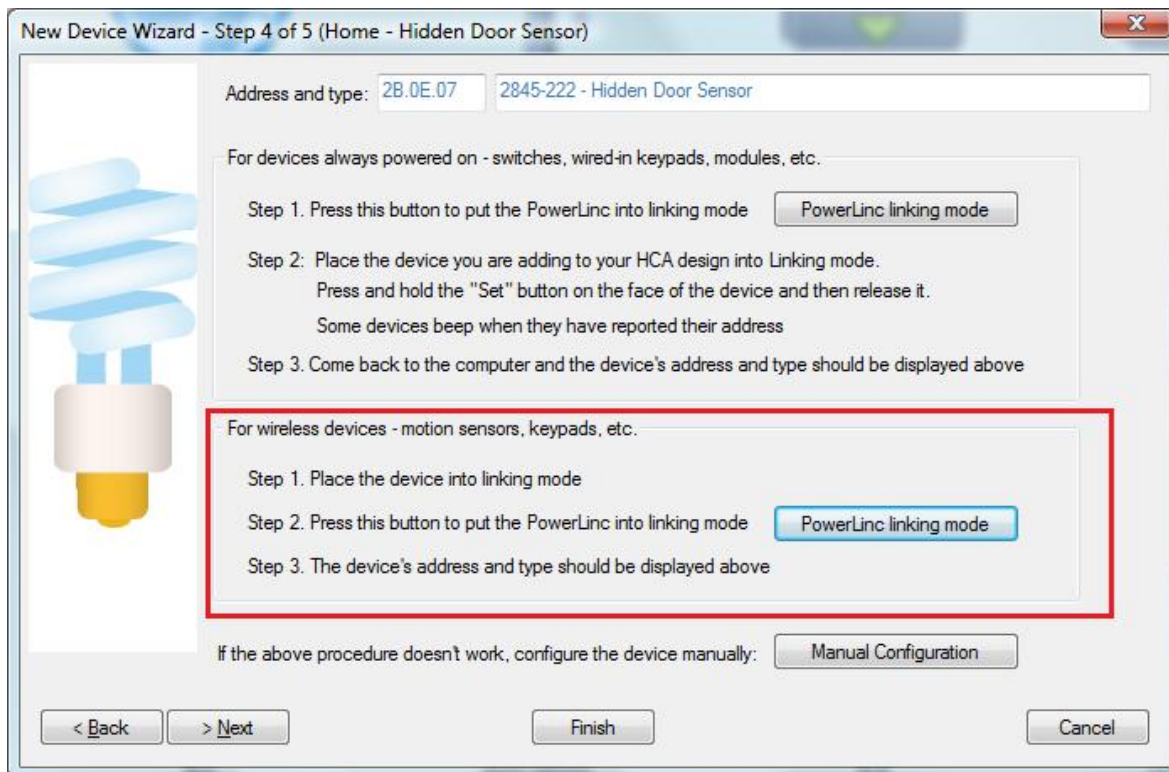 New Device Wizard - Step 4 of 5 (Home - Hidden Door Sensor)
Address and type: 2B.0E.07 2845-222 - Hidden Door Sensor
For devices always powered on - switches, wired-in keypads, modules, etc.
Step 1. Press this button to put the PowerLinc into linking mode PowerLinc linking mode
Step 2: Place the device you are adding to your HCA design into Linking mode.
Press and hold the "Set" button on the face of the device and then release it.
Some devices beep when they have reported their address
Step 3. Come back to the computer and the device's address and type should be displayed above
For wireless devices - motion sensors, keypads, etc.
Step 1. Place the device into linking mode
Step 2. Press this button to put the PowerLinc into linking mode PowerLinc linking mode
Step 3. The device's address and type should be displayed above
If the above procedure doesn't work, configure the device manually: Manual Configuration
< Back > Next Finish Cancel